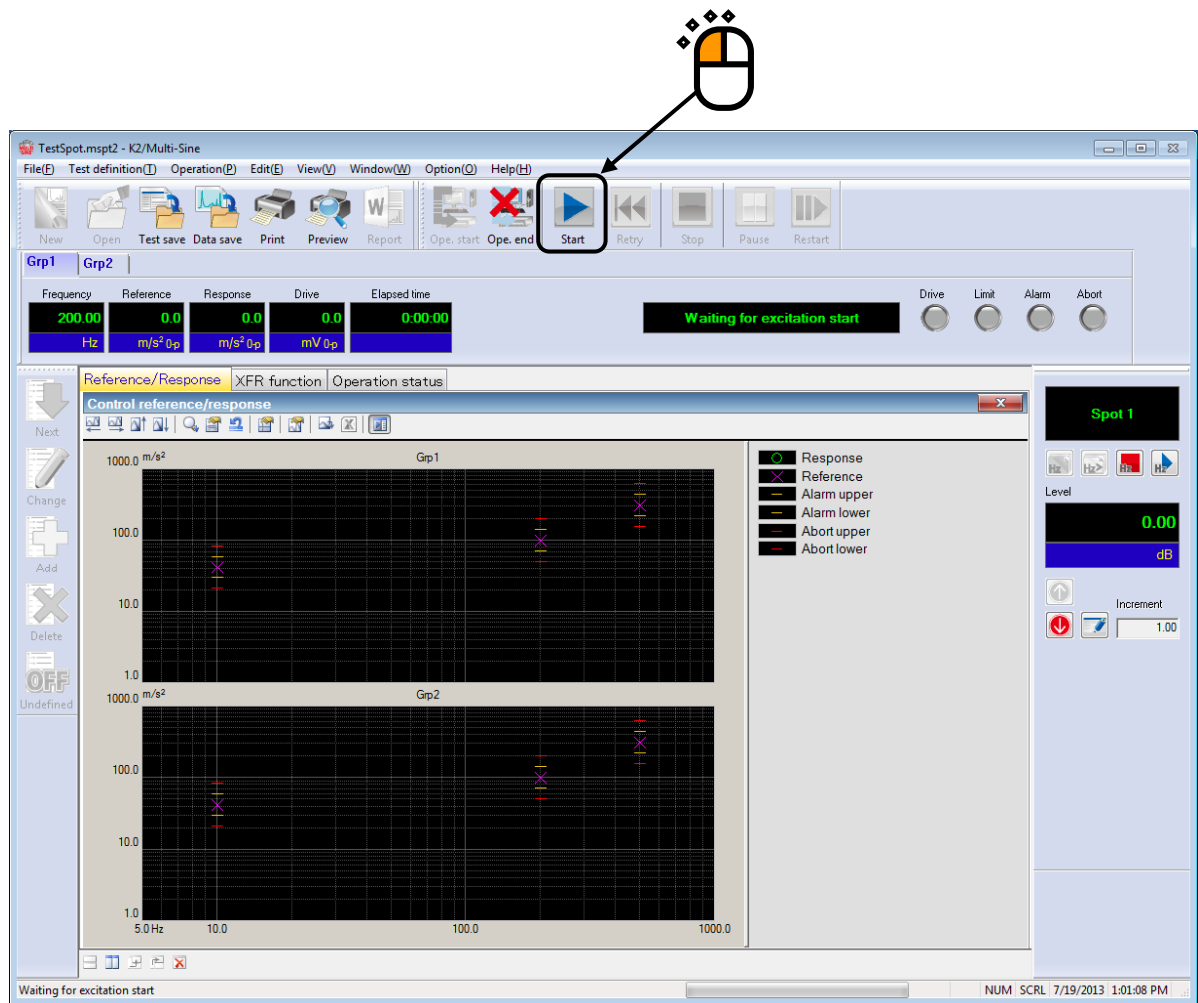 TestSpot.mspt2 - K2/Multi-Sine
File(F) Test definition(T) Operation(P) Edit(E) View(V) Window(W) Option(O) Help(H)
New Open Test save Data save Print Preview Report Ope. start Ope. end Start Retry Stop Pause Restart
Grp1 Grp2
Frequency Reference Response Drive Elapsed time Drive Limit Alarm Abort
200.00 0.0 0.0 0.0 0:00:00 Waiting for excitation start
Hz m/s² 0-p m/s² 0-p mV 0-p
Reference/Response XFR function Operation status
Control reference/response
Next
Change
Add
Delete
OFF
Undefined
1000.0 m/s² Grp1
100.0
10.0
1.0
Response
Reference
Alarm upper
Alarm lower
Abort upper
Abort lower
1000.0 m/s² Grp2
100.0
10.0
1.0
5.0 Hz 10.0 100.0 1000.0
Spot 1
Hz Hz> Hz Hz
Level
0.00
dB
Increment
1.00
Waiting for excitation start NUM SCRL 7/19/2013 1:01:08 PM